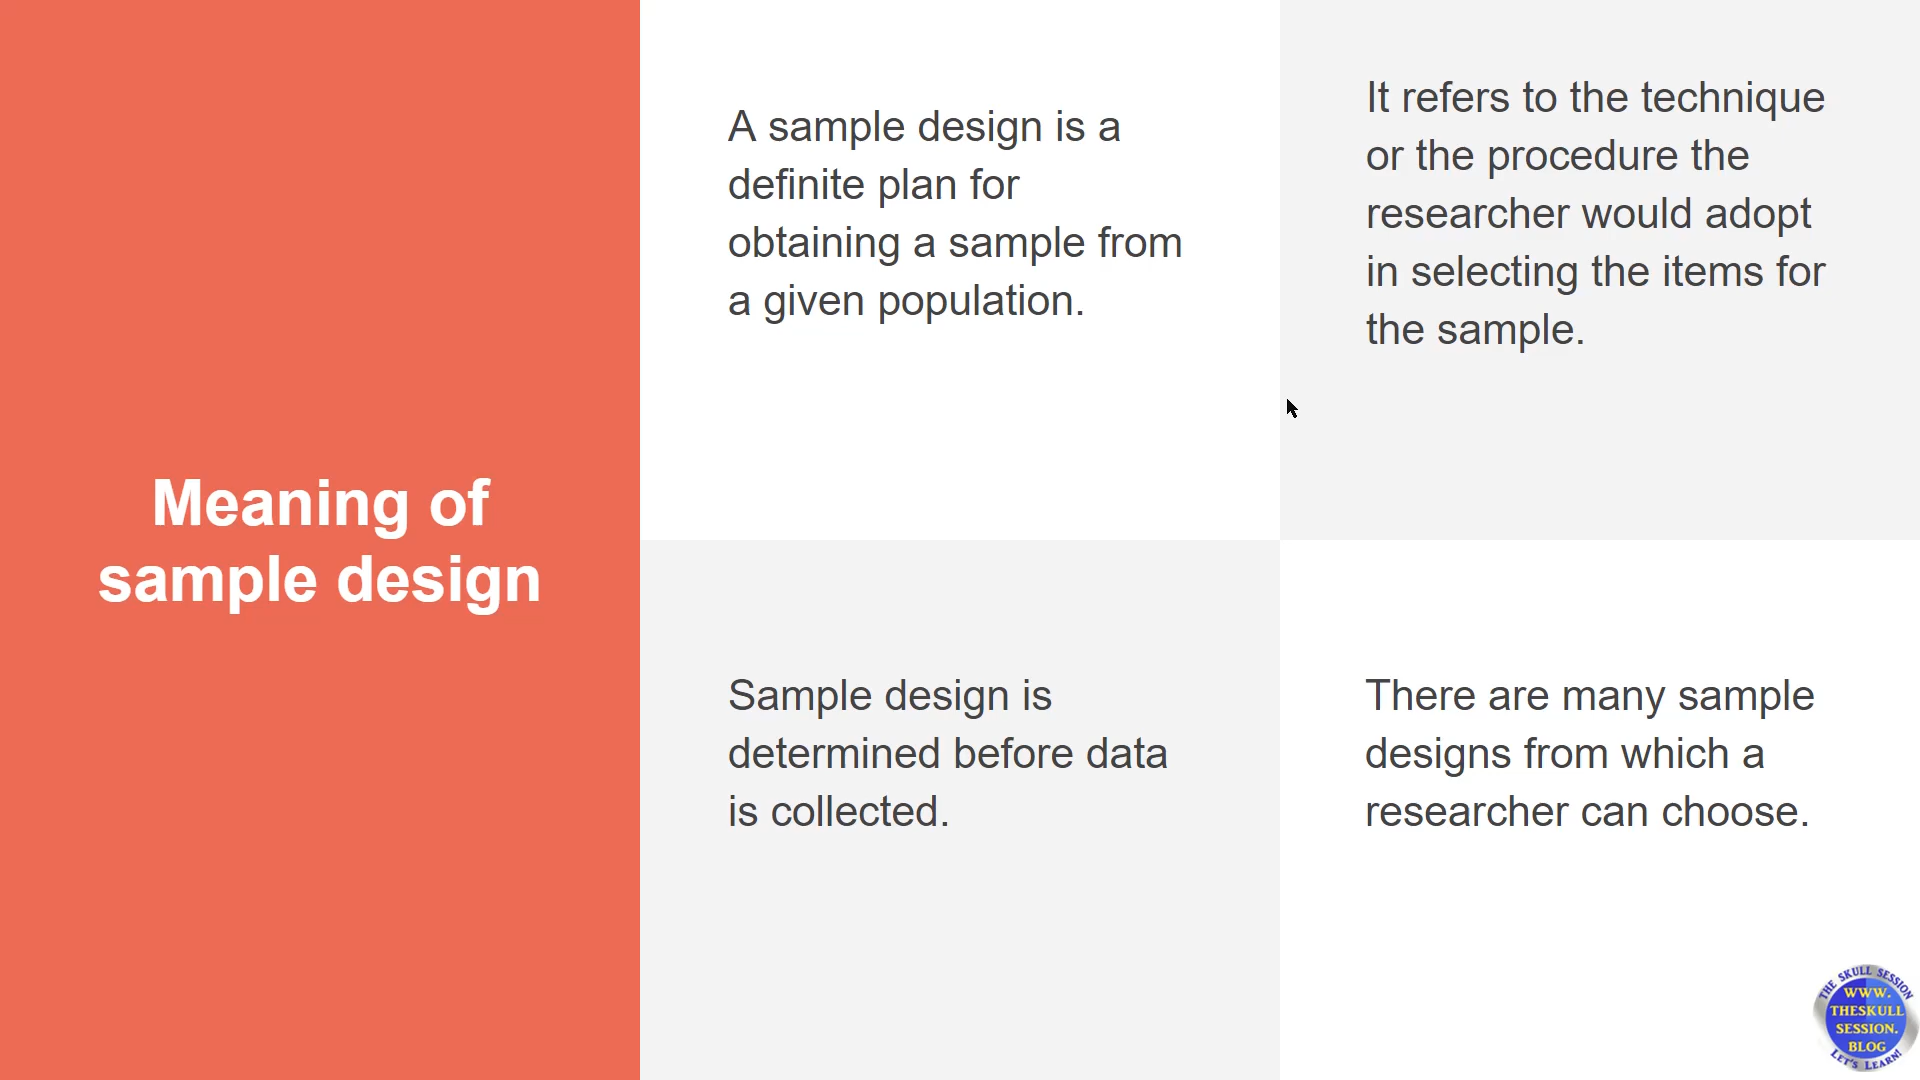 Meaning of
sample design
A sample design is a
definite plan for
obtaining a sample from
a given population.
It refers to the technique
or the procedure the
researcher would adopt
in selecting the items for
the sample.
Sample design is
determined before data
is collected.
There are many sample
designs from which a
researcher can choose.
THE SKULL SESSION
WWW.
THESKULL
SESSION.
BLOG
LET'S LEARN!